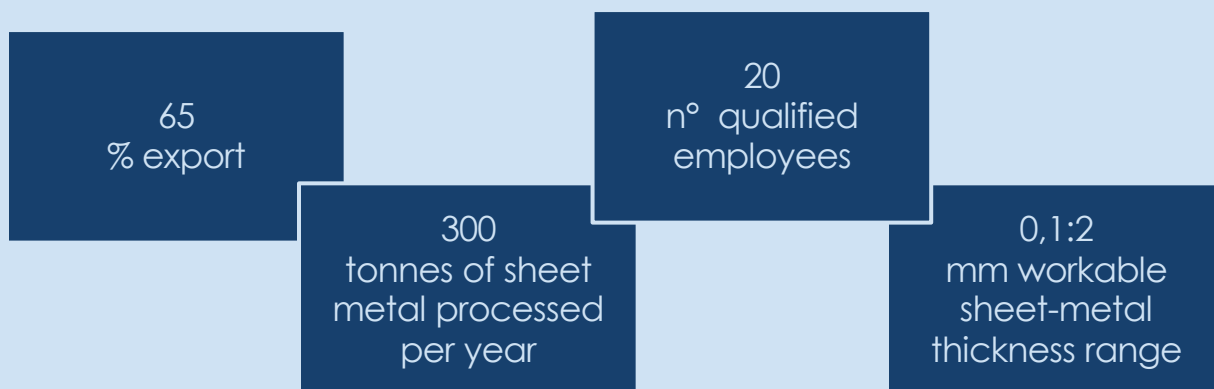 65
% export
300
tonnes of sheet
metal processed
per year
20
n° qualified
employees
0,1:2
mm workable
sheet-metal
thickness range